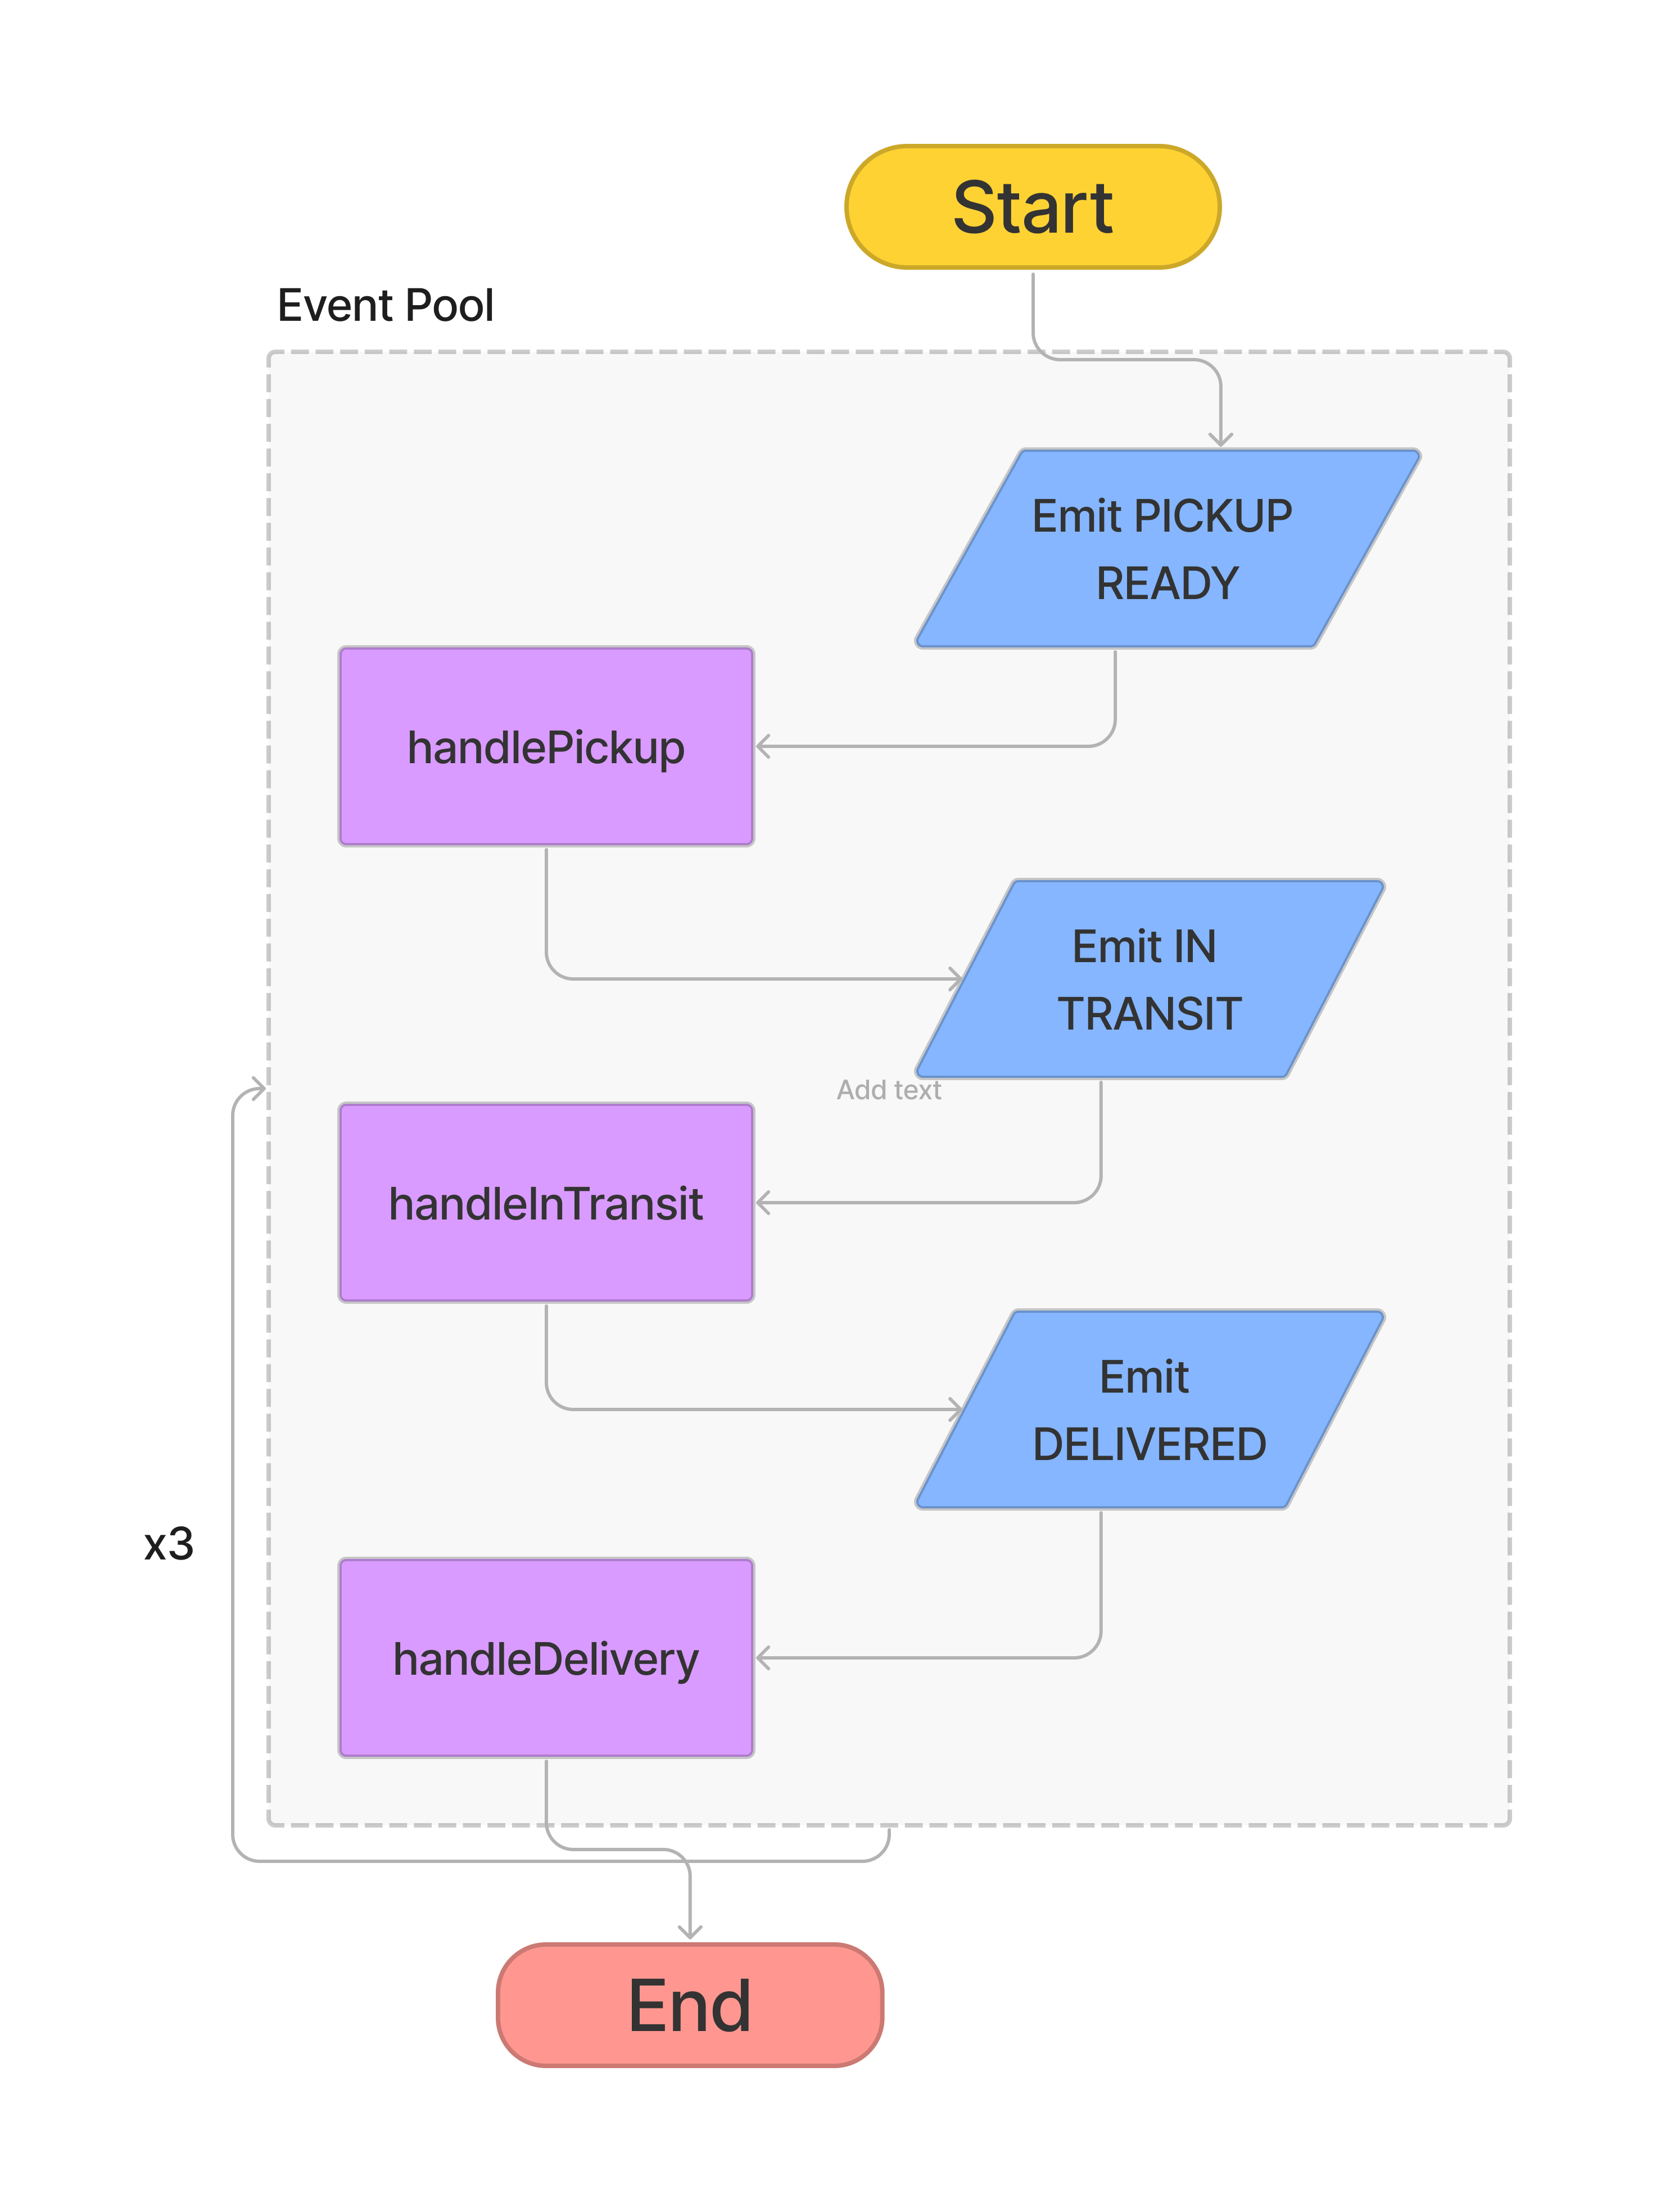 Start
Event Pool
Emit PICKUP
READY
handlePickup
Emit IN
TRANSIT
Add text
handleInTransit
Emit
DELIVERED
x3
handleDelivery
End